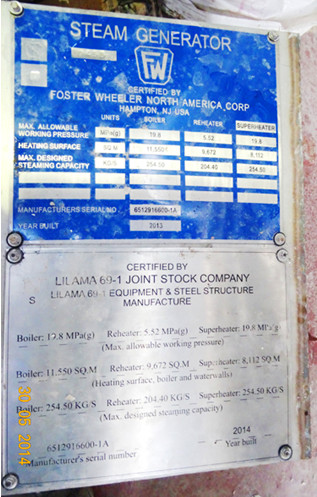 STEAM GENERATOR
FW
CERTIFIED BY
FOSTER WHEELER NORTH AMERICA CORP
HAMPTON, NJ USA
UNITS BOILER REHEATER SUPERHEATER
MAX. ALLOWABLE WORKING PRESSURE MPa(g) 19.8 5.52 19.8
HEATING SURFACE SQ.M 11,550 9,672 8,112
MAX. DESIGNED STEAMING CAPACITY KG/S 254.50 204.40 254.50
MANUFACTURERS SERIAL NO 6512916600-1A
YEAR BUILT 2013
CERTIFIED BY
LILAMA 69-1 JOINT STOCK COMPANY
S LILAMA 69-1 EQUIPMENT & STEEL STRUCTURE
MANUFACTURE
Boiler: MPa(g) Reheater: 5.52 MPa(g) Superheater: 19.8 MPa(g)
(Max. allowable working pressure)
Boiler: 11.550 SQ.M Reheater: 9,672 SQ.M Superheater: 8,112 SQ.M
(Heating surface, boiler and waterwalls)
Boiler: 254.50 KG/S Reheater: 204.40 KG/S Superheater: 254.50 KG/S
(Max. designed steaming capacity)
6512916600-1A 2014
Manufacturer's serial number Year built
20.05.2014